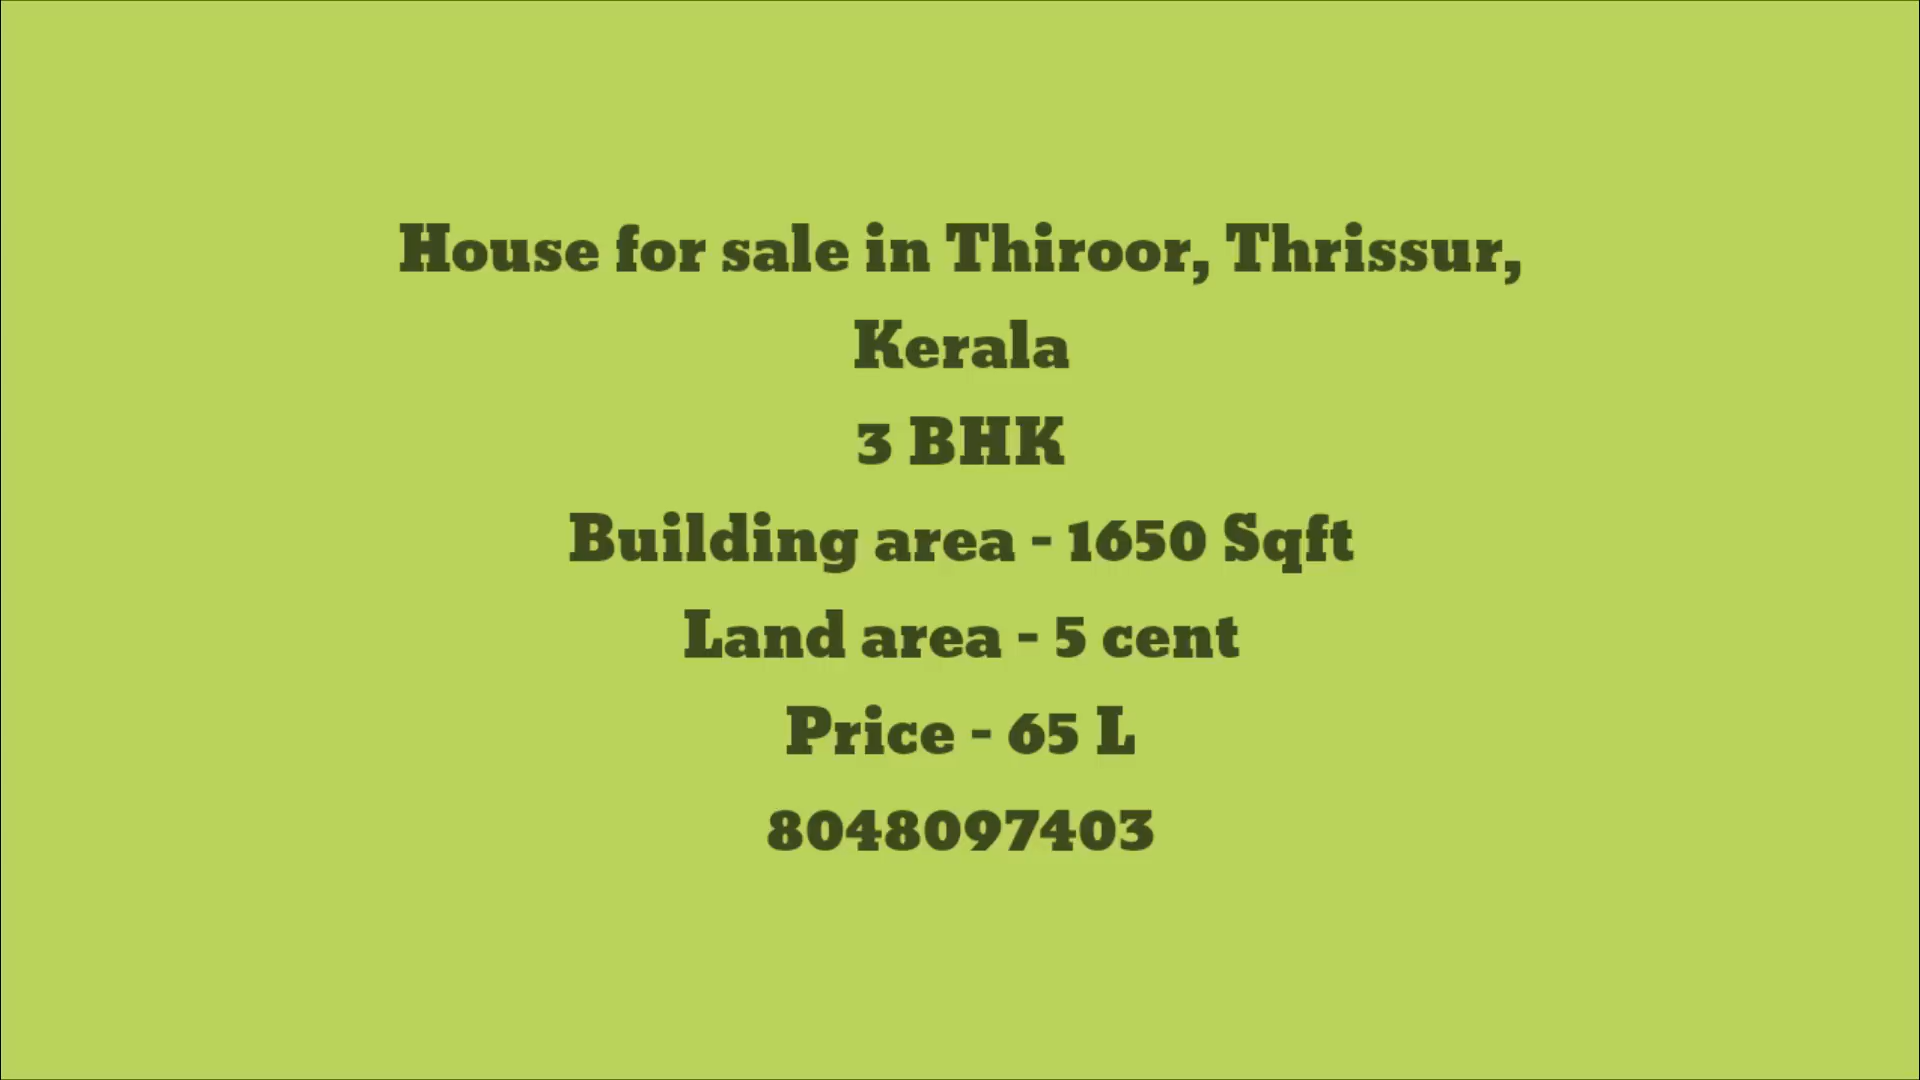 House for sale in Thiroor, Thrissur,
Kerala
3 BHK
Building area - 1650 Sqft
Land area - 5 cent
Price - 65 L
8048097403